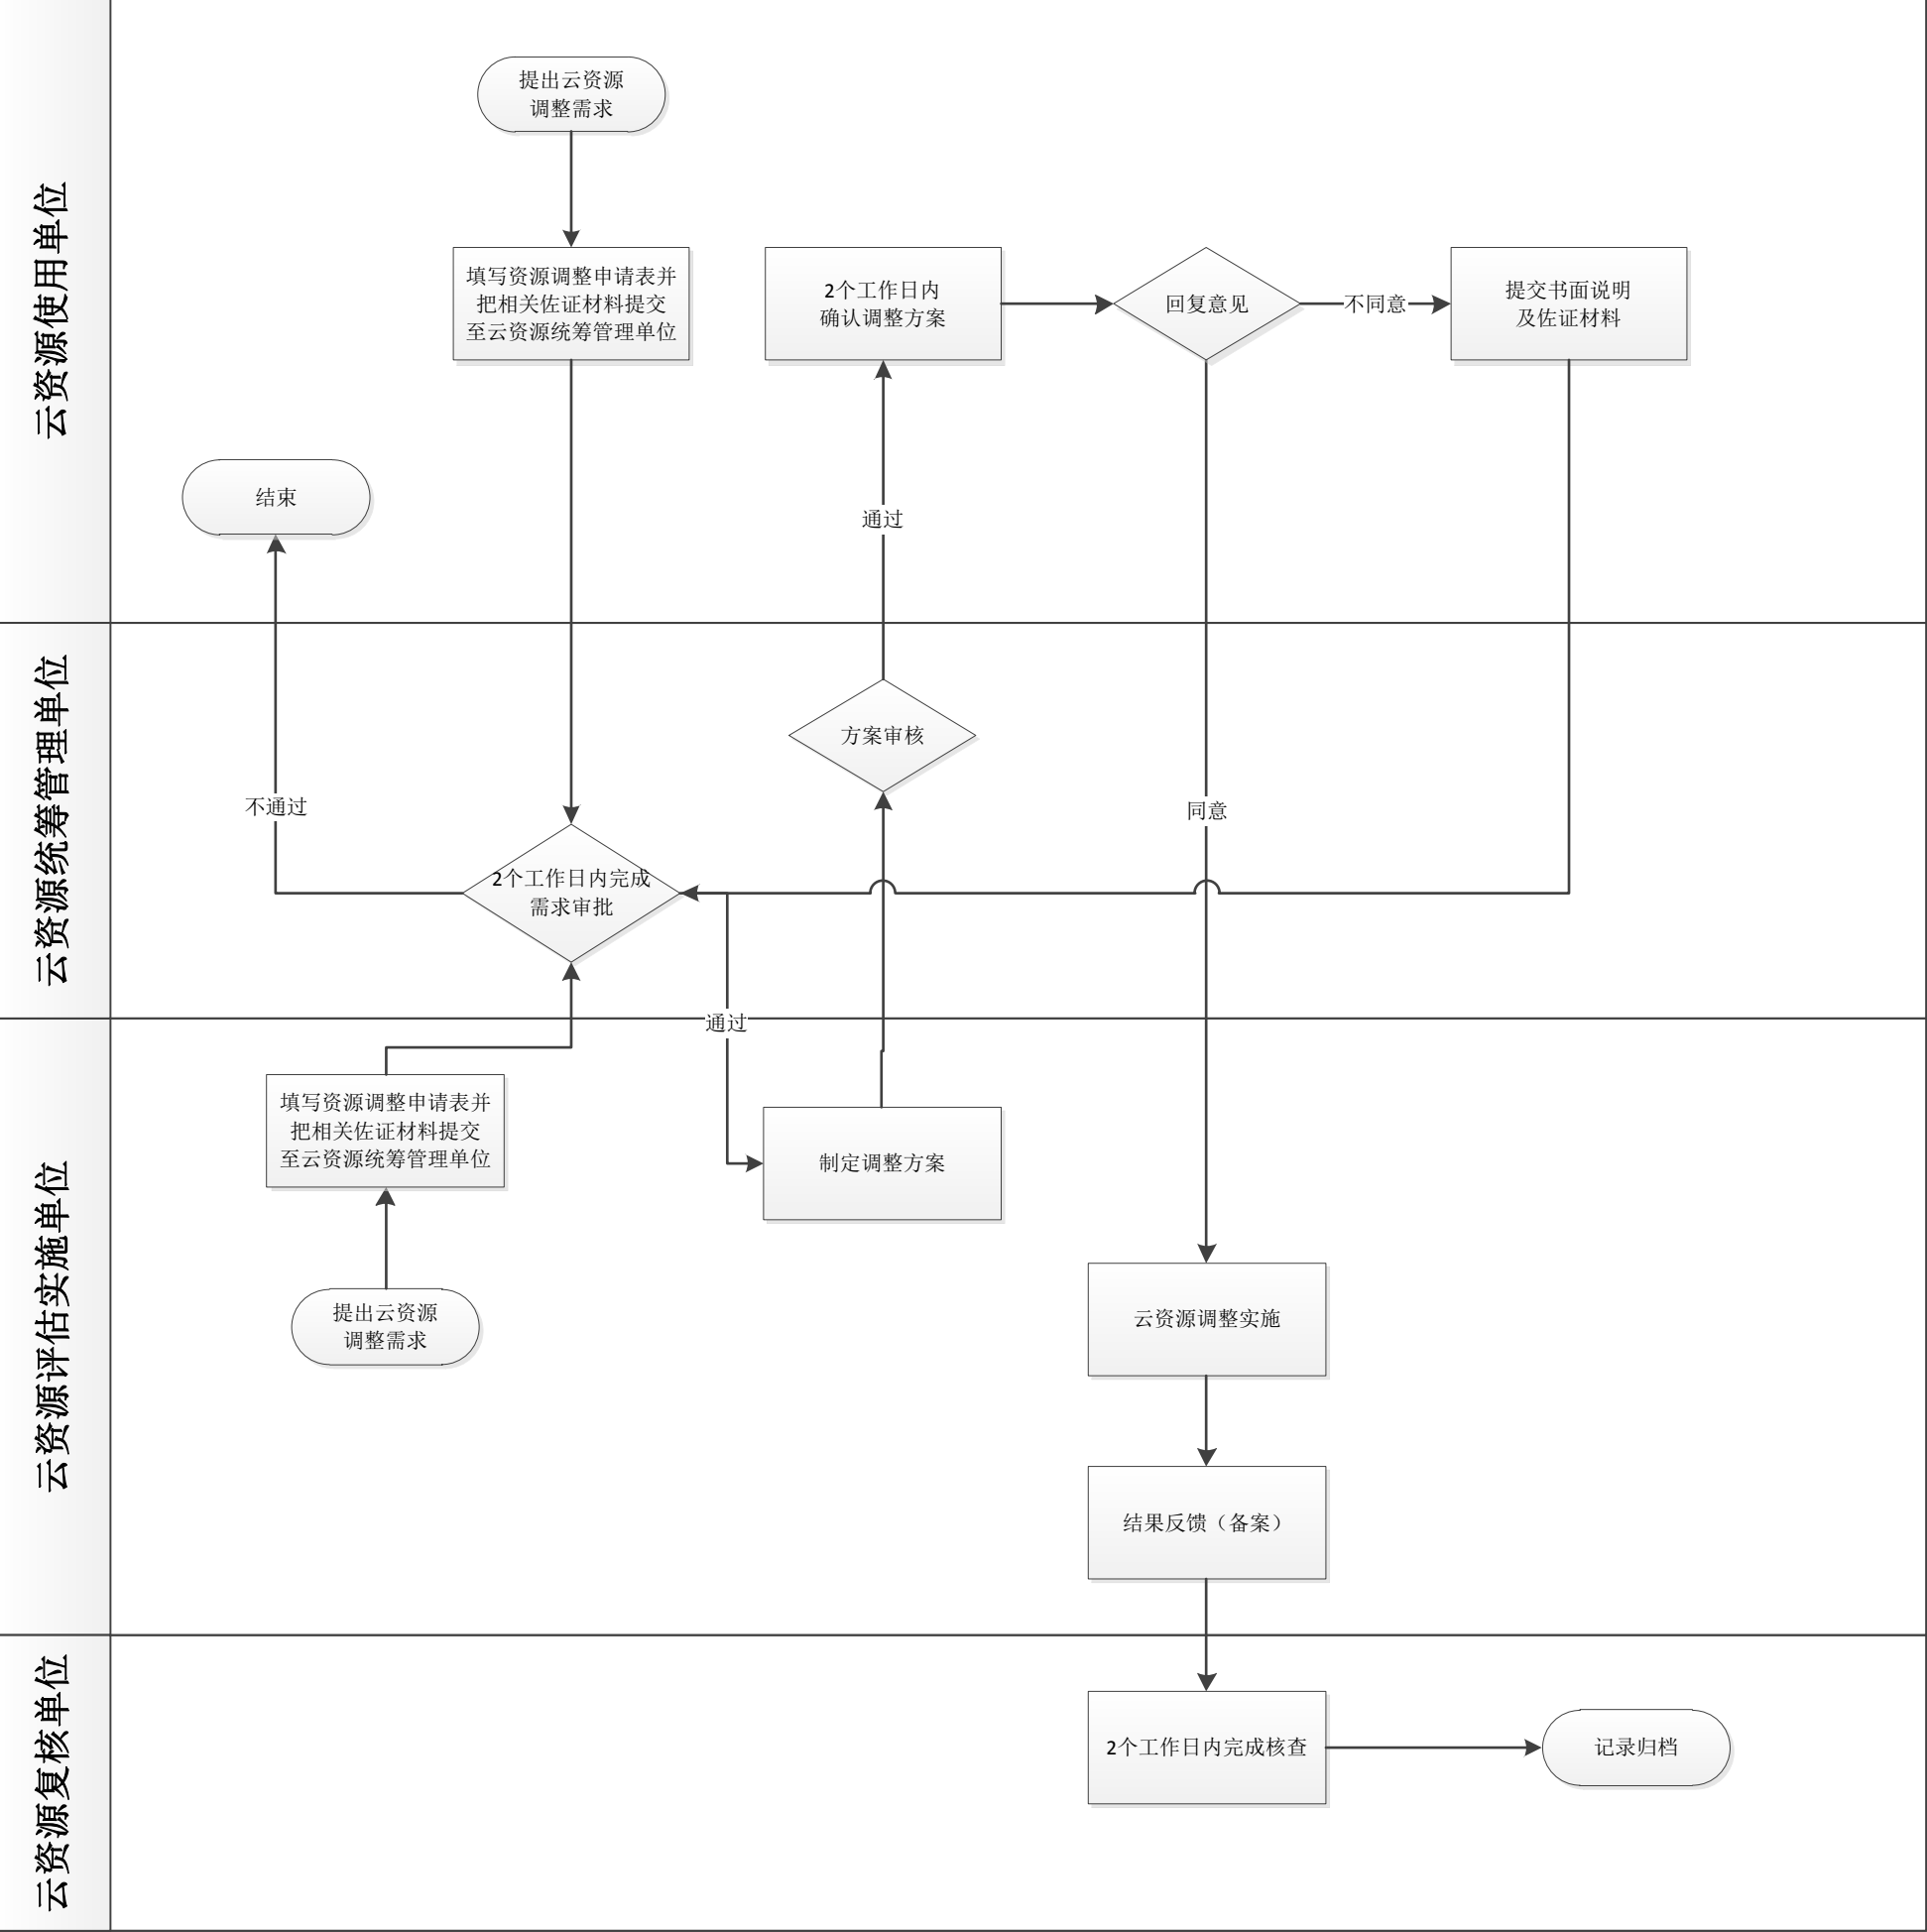 云资源使用单位
提出云资源
调整需求
填写资源调整申请表并
把相关佐证材料提交
至云资源统筹管理单位
2个工作日内
确认调整方案
回复意见
不同意
提交书面说明
及佐证材料
结束
通过
云资源统筹管理单位
方案审核
不通过
同意
2个工作日内完成
需求审批
通过
云资源评估实施单位
填写资源调整申请表并
把相关佐证材料提交
至云资源统筹管理单位
制定调整方案
提出云资源
调整需求
云资源调整实施
结果反馈（备案）
云资源复核单位
2个工作日内完成核查
记录归档